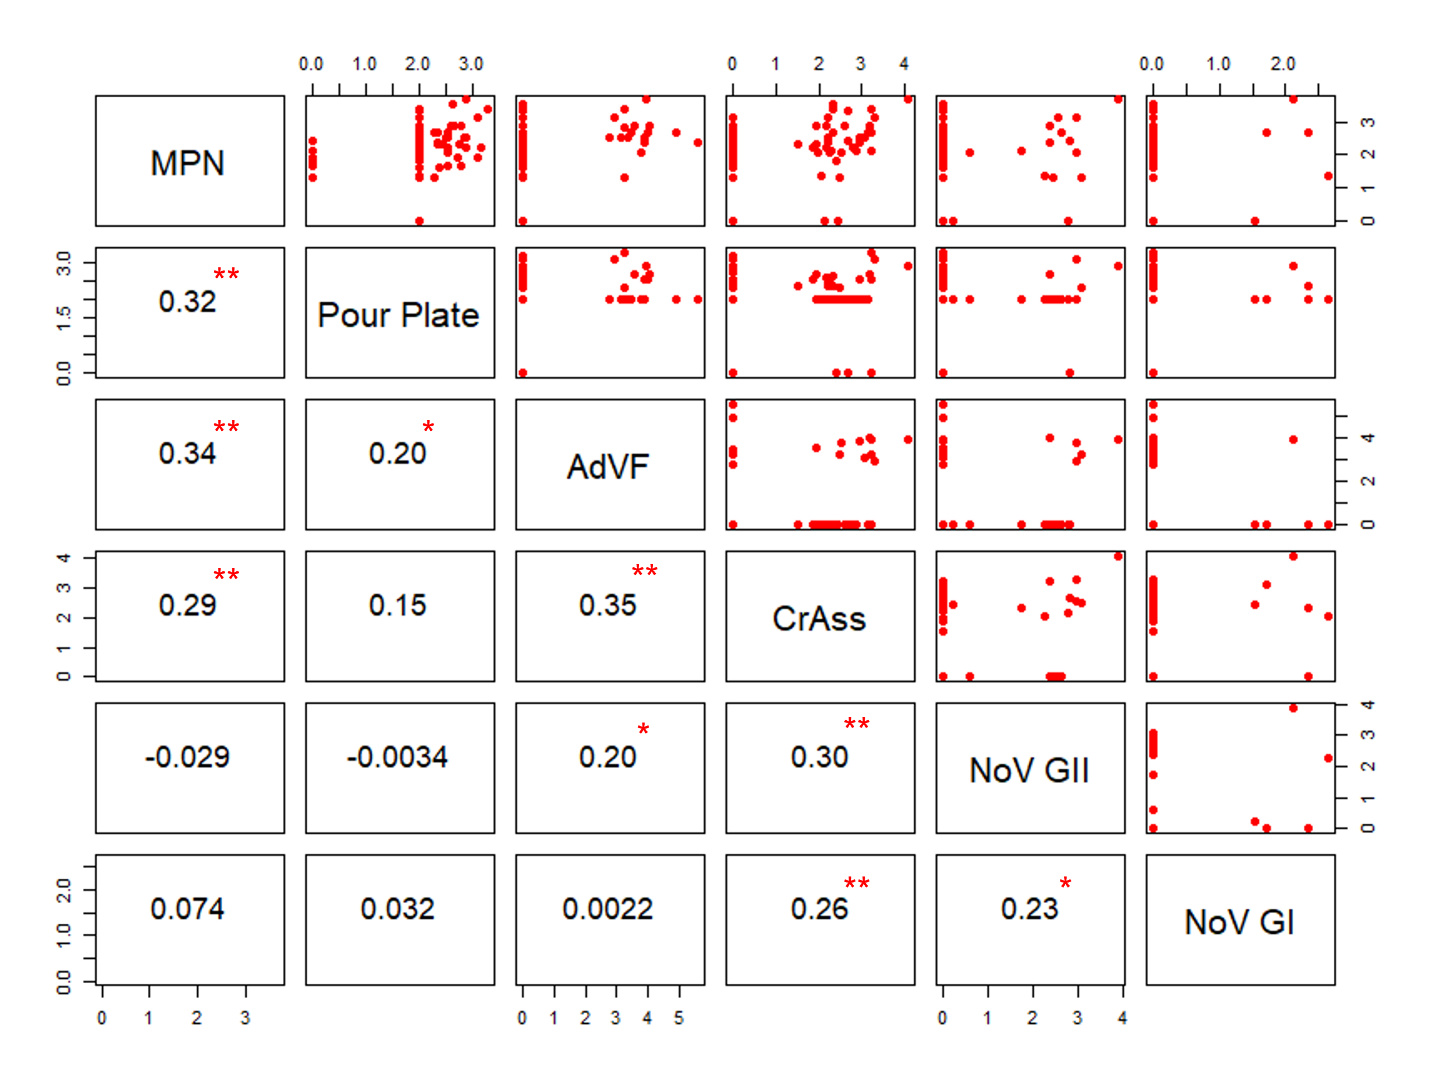 0.0 1.0 2.0 3.0 0 1 2 3 4 0.0 1.0 2.0
MPN
0 1 2 3
0.0 1.5 3.0
0.32 **
Pour Plate
0.34 **
0.20 *
AdVF
0 2 4
0 1 2 3 4
0.29 **
0.15
0.35 **
CrAss
-0.029
-0.0034
0.20 *
0.30 **
NoV GII
0 1 2 3 4
0.0 1.0 2.0
0.074
0.032
0.0022
0.26 **
0.23 *
NoV GI
0 1 2 3 0 1 2 3 4 5 0 1 2 3 4